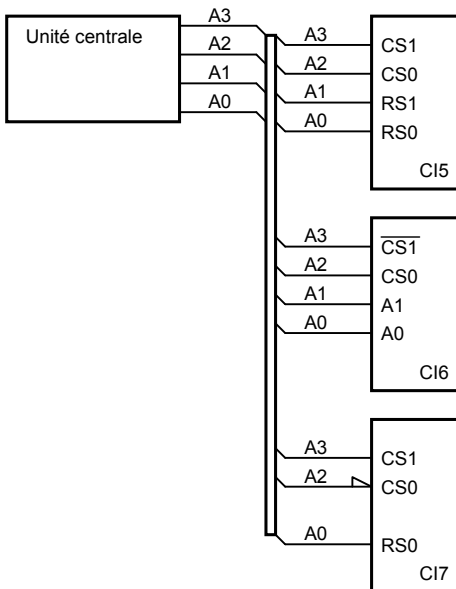 Unité centrale
A3
A2
A1
A0
A3
CS1
A2
CS0
A1
RS1
A0
RS0
CI5
A3
CS1
A2
CS0
A1
A1
A0
A0
CI6
A3
CS1
A2
CS0
A0
RS0
CI7